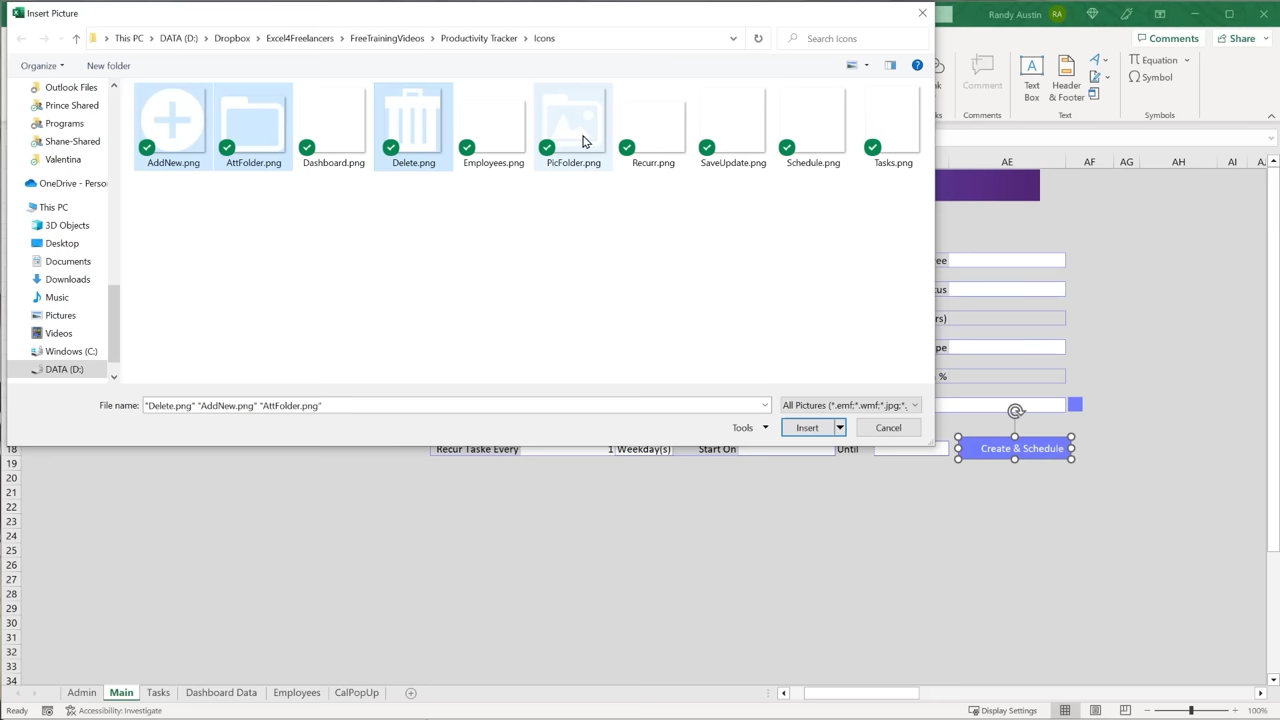 Insert Picture
Randy Austin RA
This PC > DATA (D:) > Dropbox > Excel4Freelancers > FreeTrainingVideos > Productivity Tracker > Icons
Search Icons
Comments
Share
Organize
New folder
Outlook Files
Prince Shared
Programs
Shane-Shared
Valentina
OneDrive - Perso
This PC
3D Objects
Desktop
Documents
Downloads
Music
Pictures
Videos
Windows (C:)
DATA (D:)
AddNew.png
AttFolder.png
Dashboard.png
Delete.png
Employees.png
PicFolder.png
Recurr.png
SaveUpdate.png
Schedule.png
Tasks.png
File name:
"Delete.png" "AddNew.png" "AttFolder.png"
All Pictures (*.emf;*.wmf;*.jpg;*.
Tools
Insert
Cancel
nk
Comment
Text
Box
Header
& Footer
Equation
Symbol
ks
Comments
Text
Symbols
AE AF AG AH AI AJ
ee
tus
rs)
pe
%
18 Recur Taske Every 1 Weekday(s) Start On Until Create & Schedule
19
20
21
22
23
24
25
26
27
28
29
30
31
32
33
34
Admin Main Tasks Dashboard Data Employees CalPopUp
Ready Accessibility: Investigate Display Settings 100%